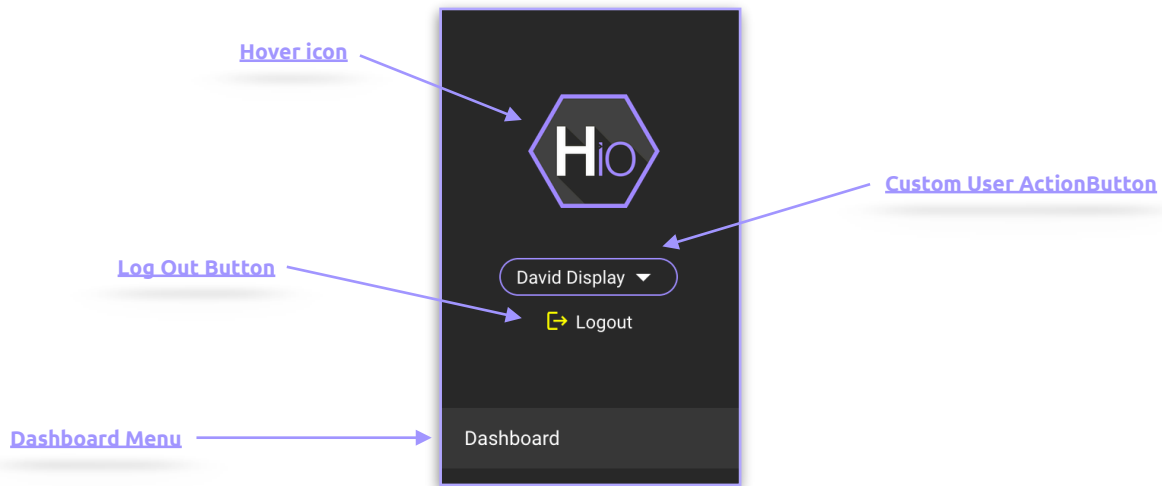 Hover icon
Hio
Custom User ActionButton
Log Out Button
David Display
Logout
Dashboard Menu
Dashboard